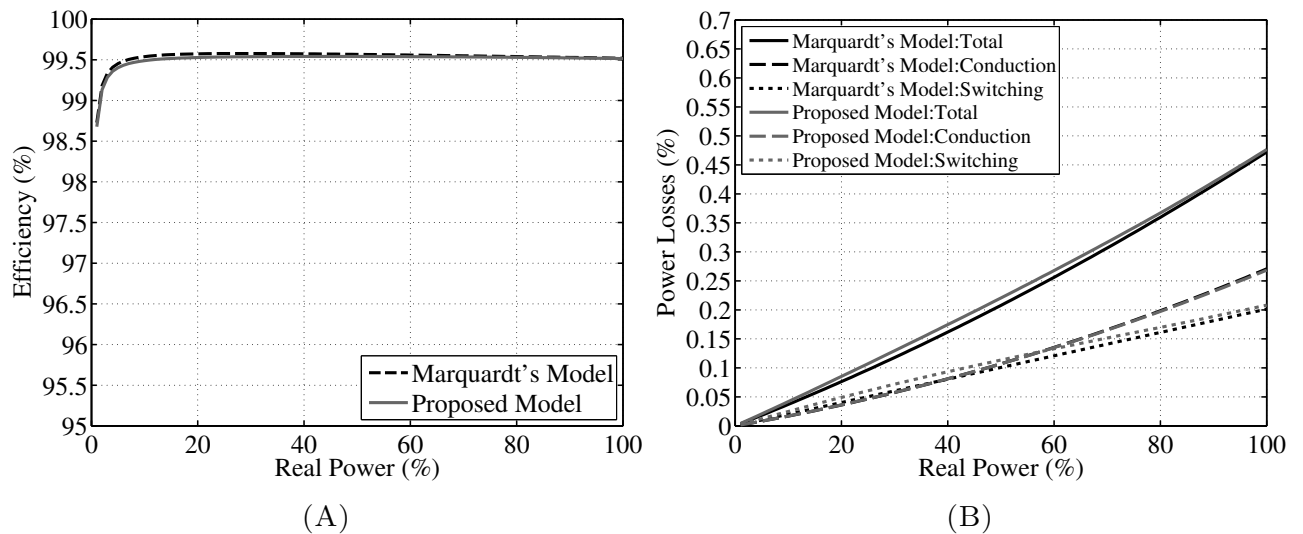 100
99.5
99
98.5
98
97.5
97
96.5
96
95.5
95
Efficiency (%)
Marquardt's Model
Proposed Model
0
20
40
60
80
100
Real Power (%)
(A)
0.7
0.65
0.6
0.55
0.5
0.45
0.4
0.35
0.3
0.25
0.2
0.15
0.1
0.05
0
Power Losses (%)
Marquardt's Model:Total
Marquardt's Model:Conduction
Marquardt's Model:Switching
Proposed Model:Total
Proposed Model:Conduction
Proposed Model:Switching
0
20
40
60
80
100
Real Power (%)
(B)